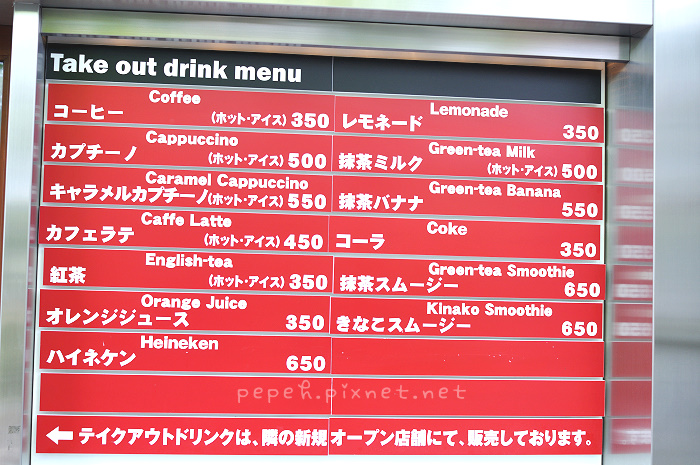 Take out drink menu
Coffee
コーヒー (ホット・アイス) 350
Cappuccino
カプチーノ (ホット・アイス) 500
Caramel Cappuccino
キャラメルカプチーノ(ホット・アイス) 550
Caffe Latte
カフェラテ (ホット・アイス) 450
English-tea
紅茶 (ホット・アイス) 350
Orange Juice
オレンジジュース 350
Heineken
ハイネケン 650
Lemonade
レモネード 350
Green-tea Milk
抹茶ミルク (ホット・アイス) 500
Green-tea Banana
抹茶バナナ 550
Coke
コーラ 350
Green-tea Smoothie
抹茶スムージー 650
KInako Smoothie
きなこスムージー 650
pepeh.pixnet.net
←テイクアウトドリンクは、隣の新規オープン店舗にて、販売しております。